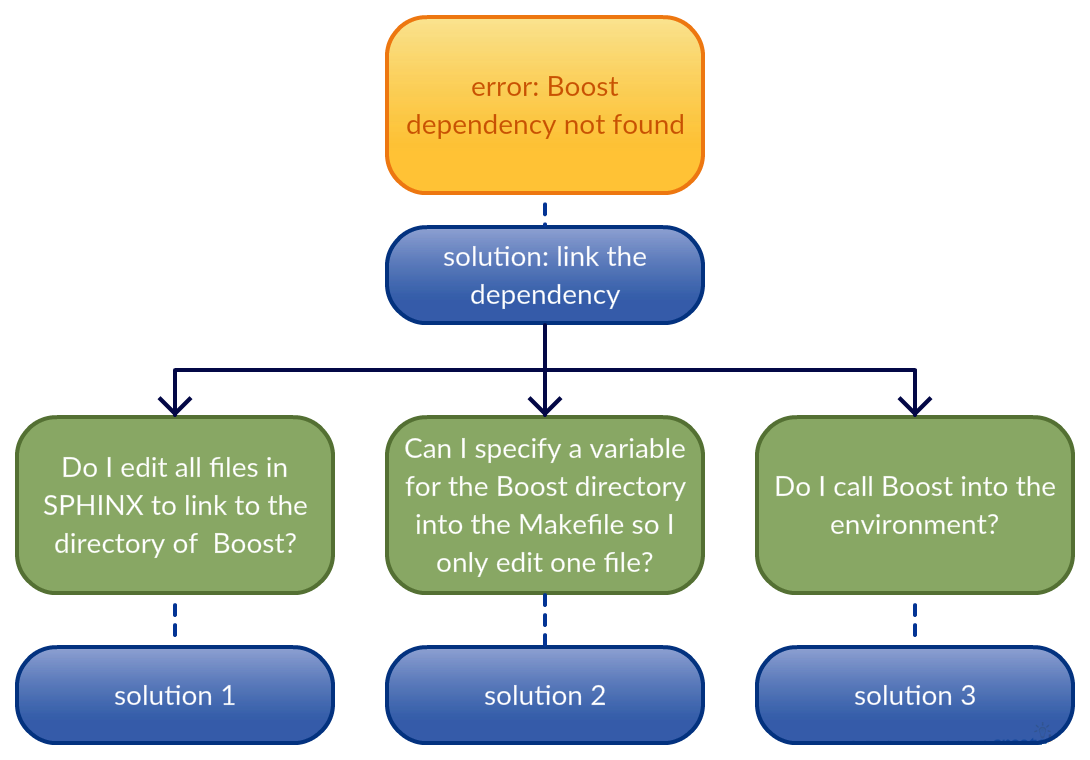 error: Boost
dependency not found
solution: link the
dependency
Do I edit all files in
SPHINX to link to the
directory of  Boost?
Can I specify a variable
for the Boost directory
into the Makefile so I
only edit one file?
Do I call Boost into the
environment?
solution 1
solution 2
solution 3